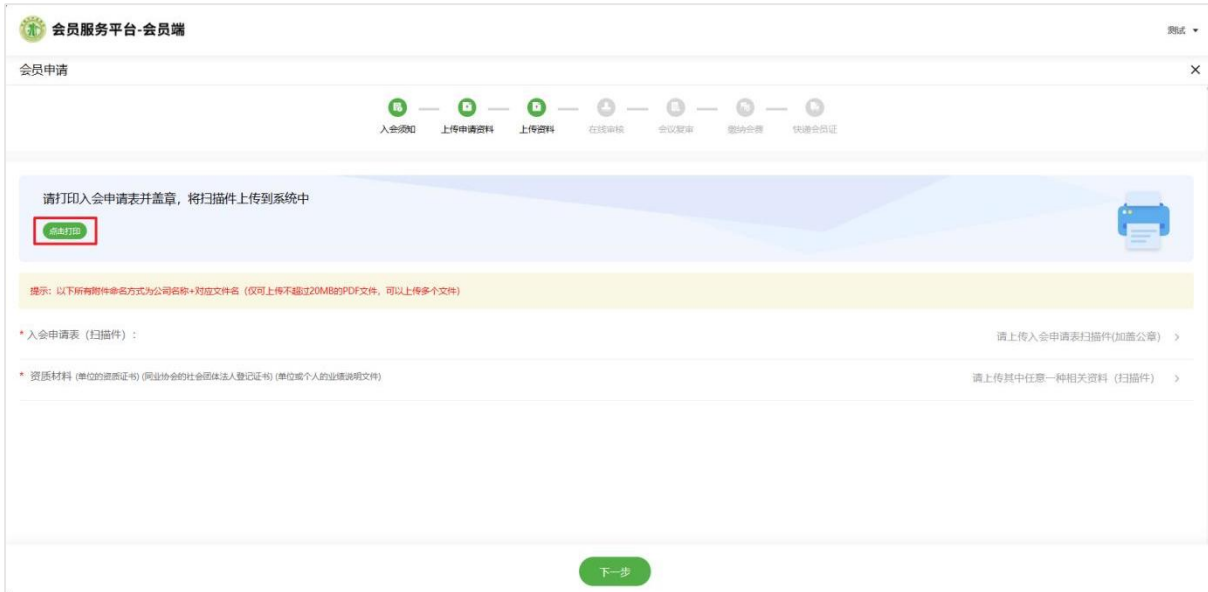 会员服务平台-会员端
测试
会员申请
入会须知
上传申请资料
上传资料
在线审核
会议复审
缴纳会费
快递会员证
请打印入会申请表并盖章，将扫描件上传到系统中
点击打印
提示：以下所有附件命名方式为公司名称+对应文件名（仅可上传不超过20MB的PDF文件，可以上传多个文件）
* 入会申请表（扫描件）：
请上传入会申请表扫描件(加盖公章)
* 资质材料 (单位的资质证书) (同业协会的社会团体法人登记证书) (单位或个人的业绩说明文件)
请上传其中任意一种相关资料（扫描件）
下一步